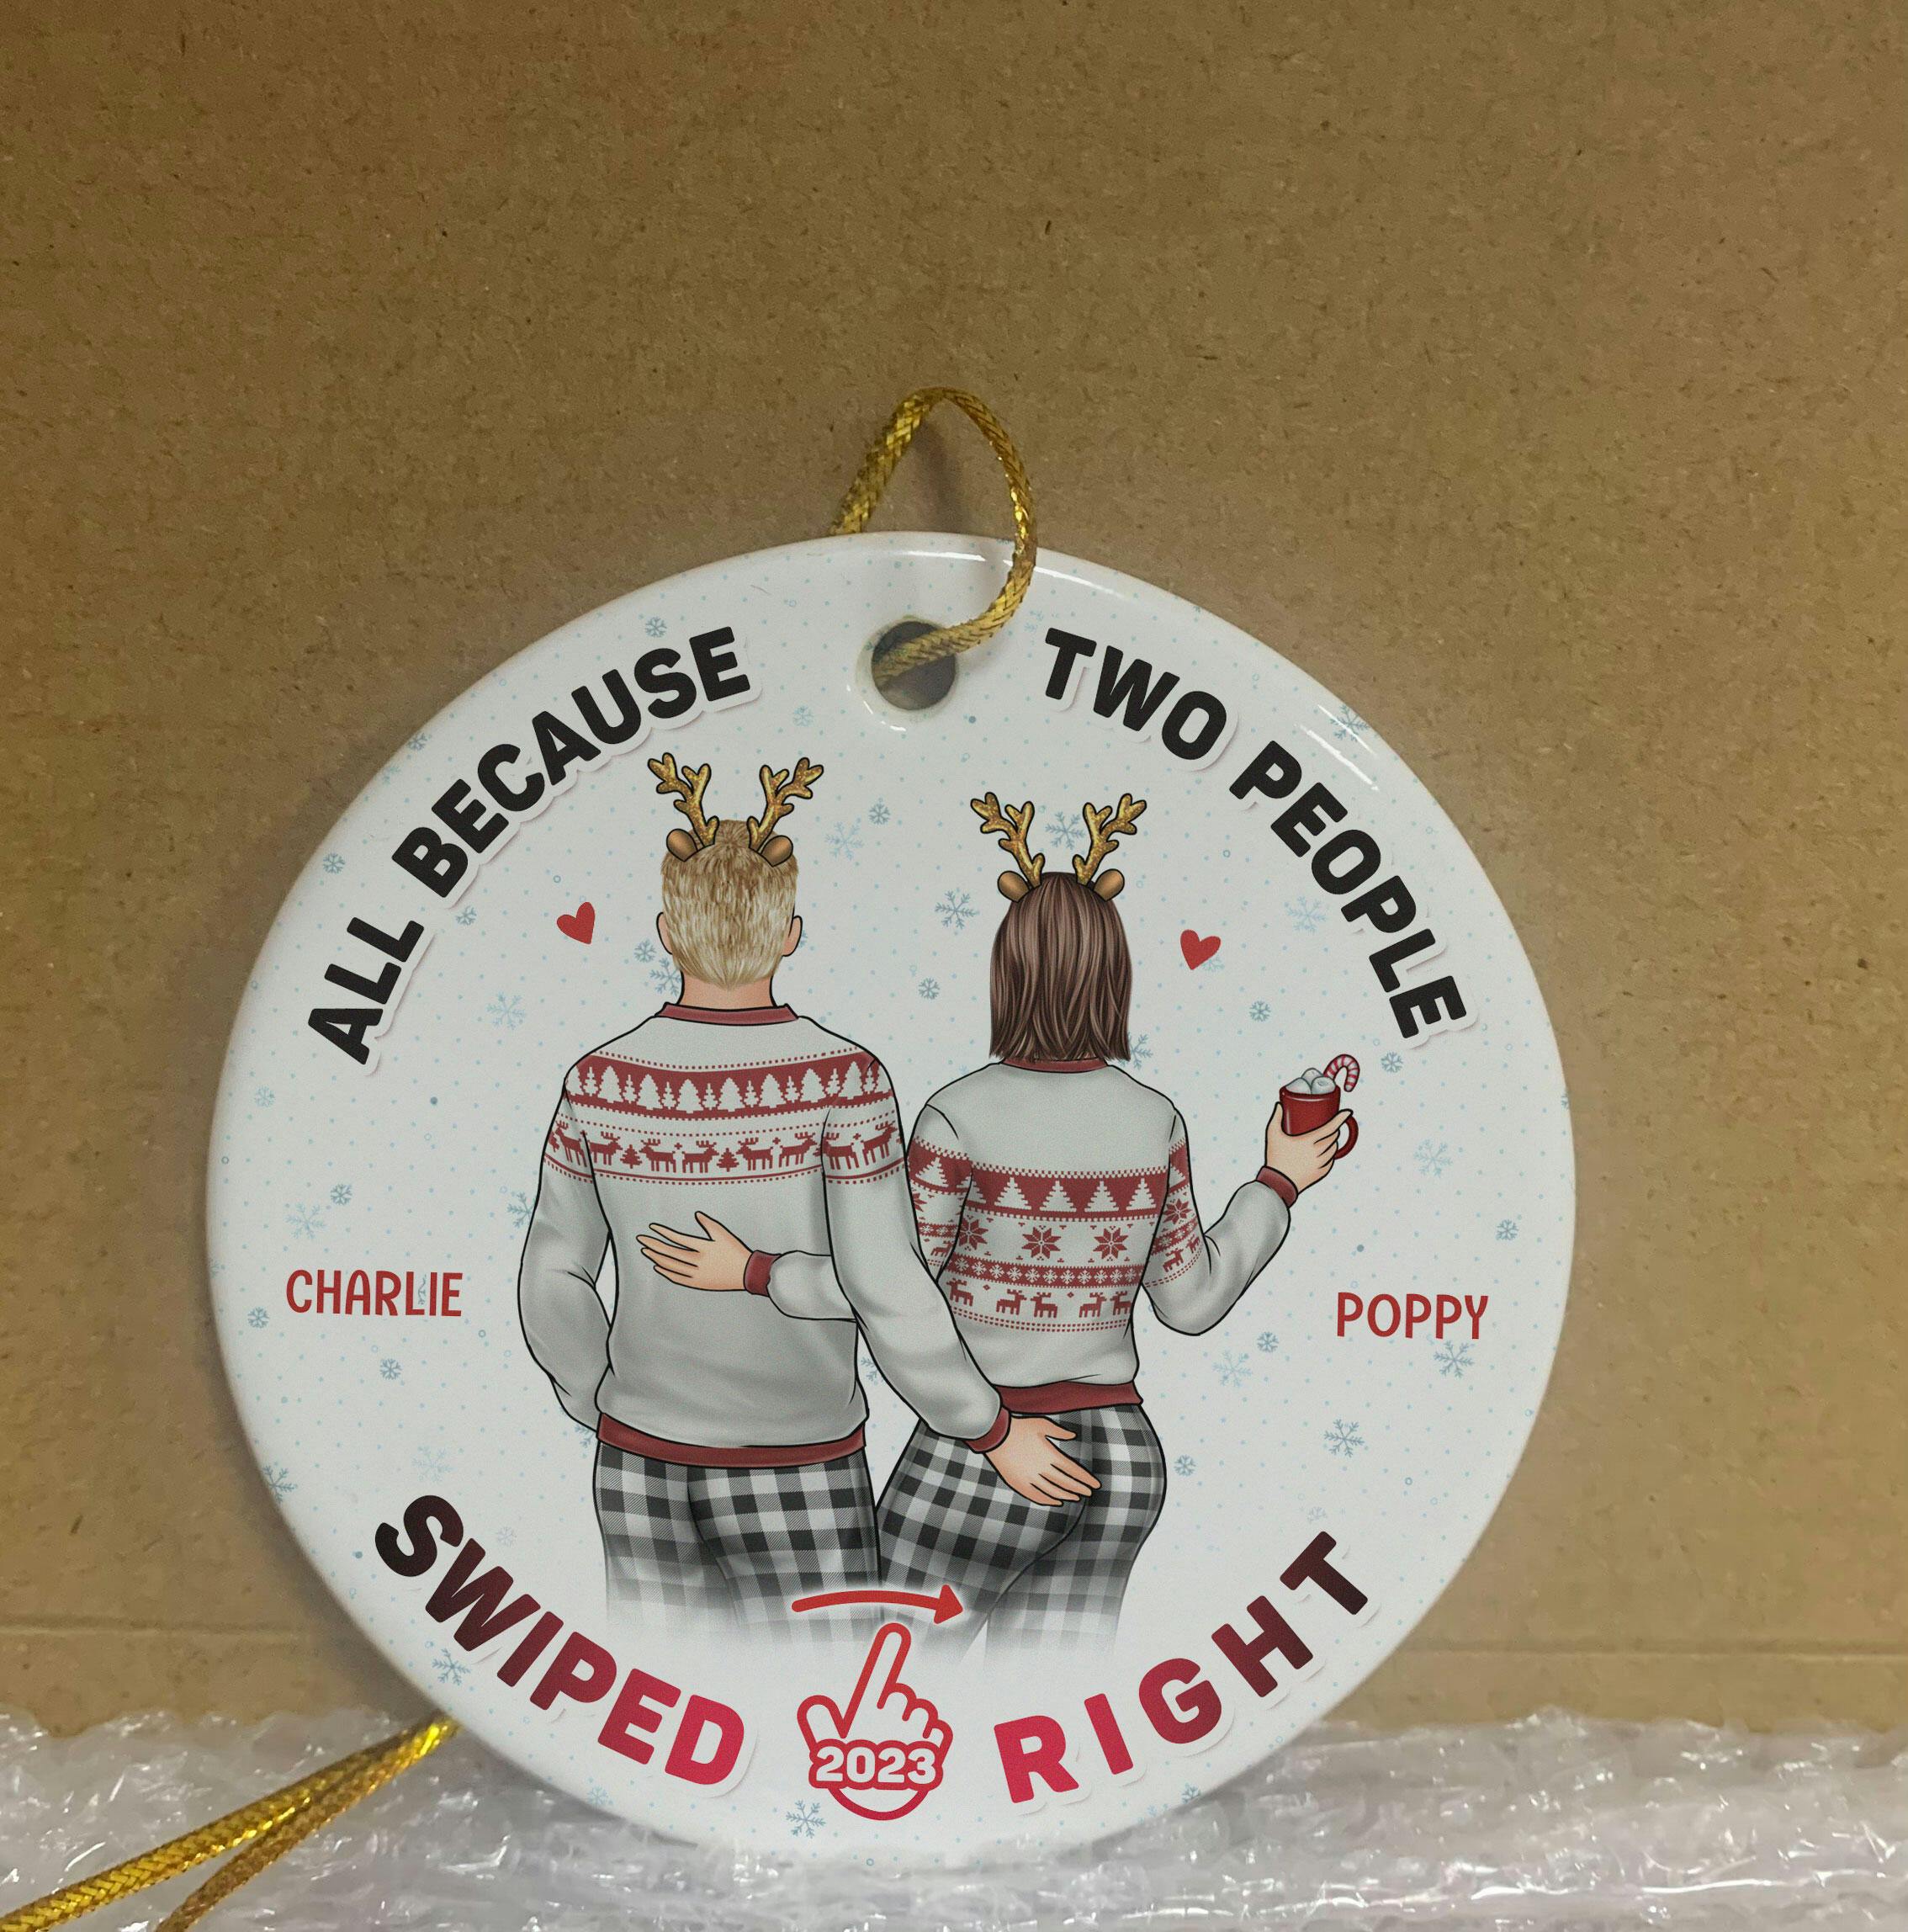 ALL BECAUSE TWO PEOPLE
CHARLIE
POPPY
SWIPED RIGHT
2023